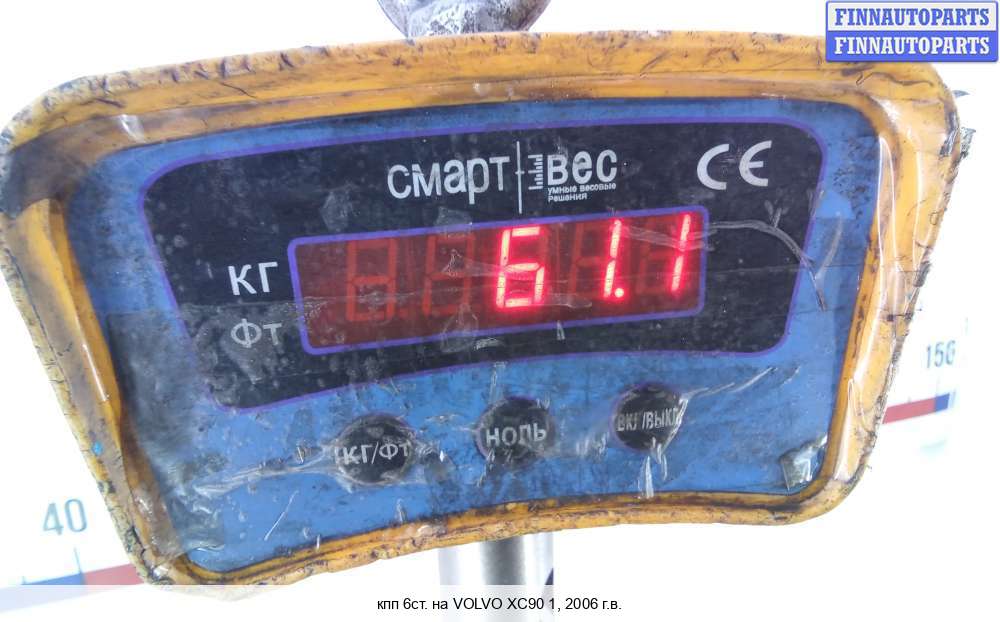 FINNAUTOPARTS
FINNAUTOPARTS
смарт вес
умные весовые
решения
CE
КГ
61.1
ФТ
КГ/ФТ
НОЛЬ
ВКЛ/ВЫКЛ
40
150
кпп 6ст. на VOLVO XC90 1, 2006 г.в.